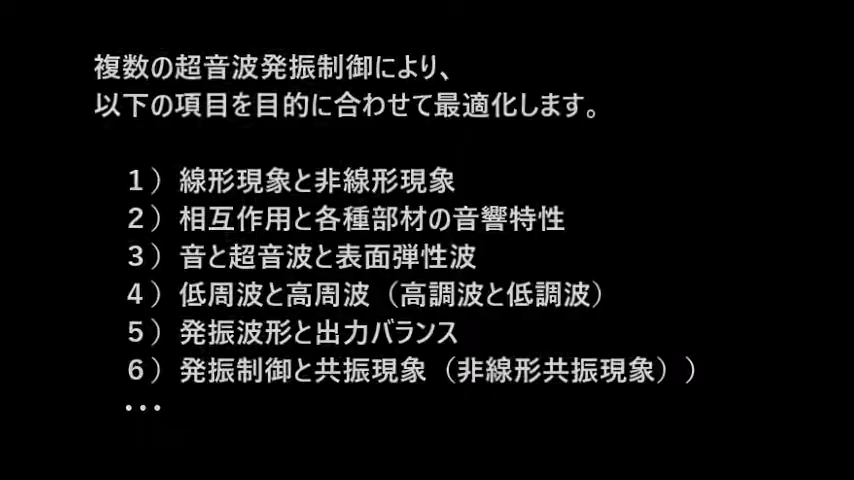 複数の超音波発振制御により、
以下の項目を目的に合わせて最適化します。
１）線形現象と非線形現象
２）相互作用と各種部材の音響特性
３）音と超音波と表面弾性波
４）低周波と高周波（高調波と低調波）
５）発振波形と出力バランス
６）発振制御と共振現象（非線形共振現象））
・・・